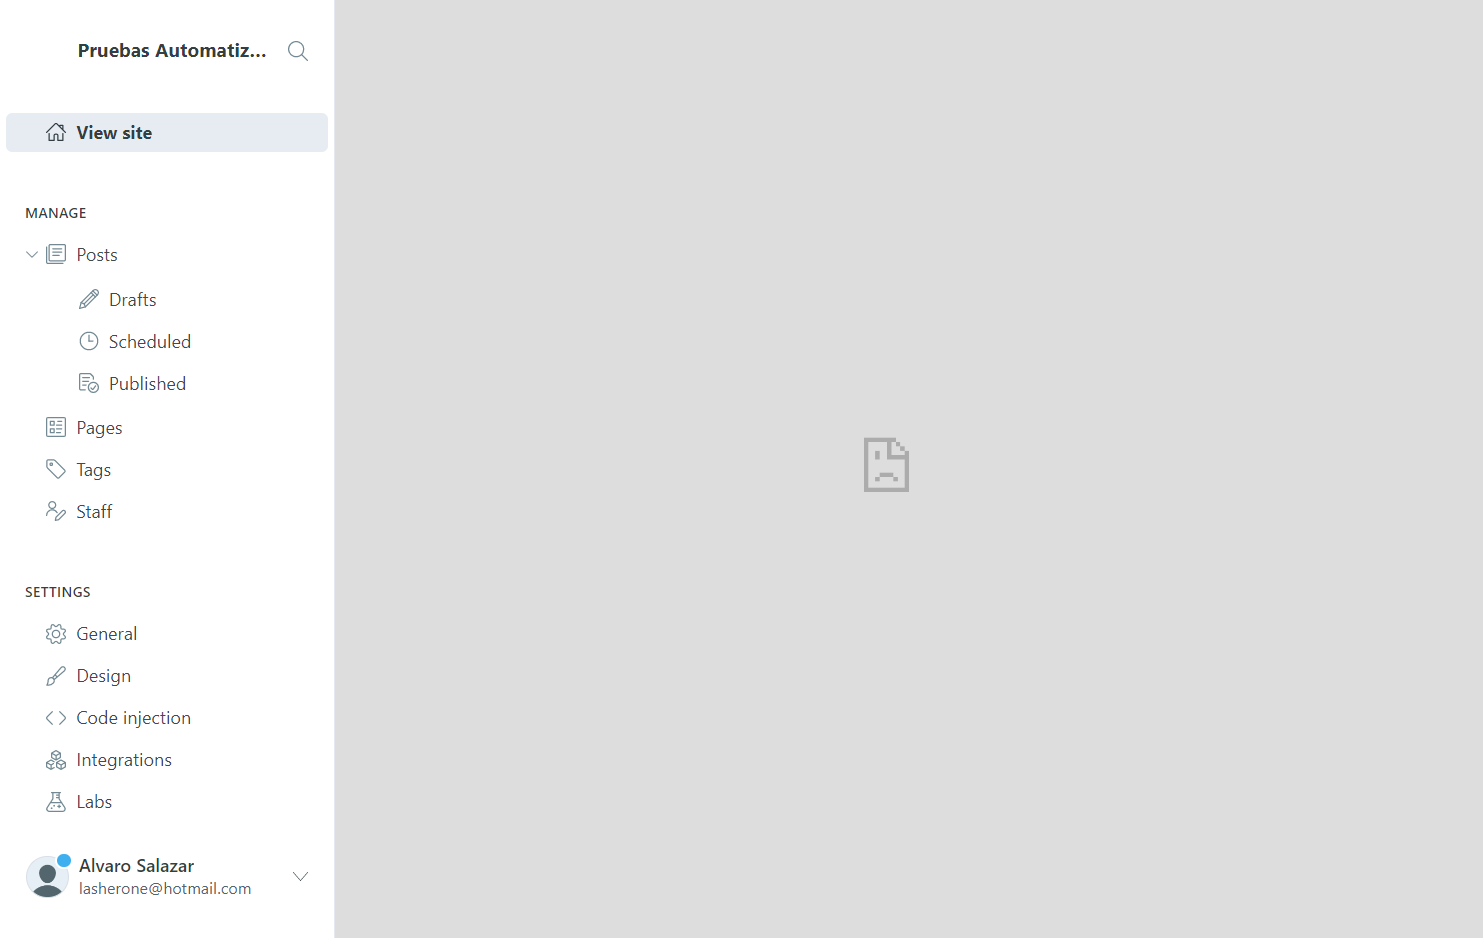 Pruebas Automatiz...
View site
MANAGE
Posts
Drafts
Scheduled
Published
Pages
Tags
Staff
SETTINGS
General
Design
Code injection
Integrations
Labs
Alvaro Salazar
lasherone@hotmail.com